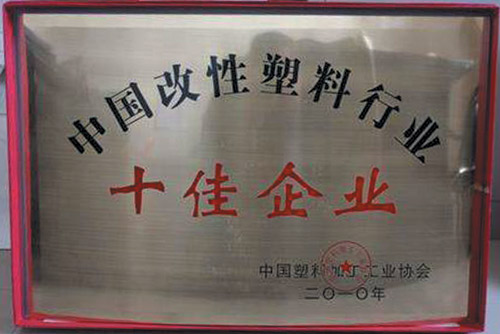 中国改性塑料行业
十佳企业
中国塑料加工工业协会
二〇一〇年